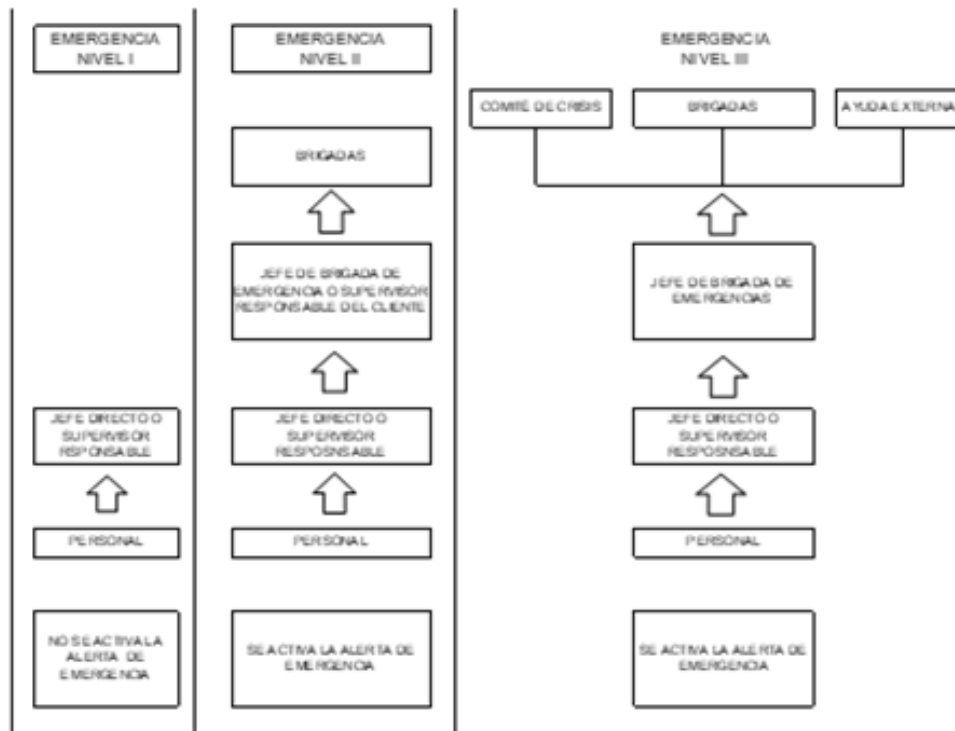 EMERGENCIA
NIVEL I
EMERGENCIA
NIVEL II
EMERGENCIA
NIVEL III
COMITÉ DE CRISIS
BRIGADAS
AYUDA EXTERNA
BRIGADAS
JEFE DE BRIGADA DE
EMERGENCIA O SUPERVISOR
RESPONSABLE DEL CLIENTE
JEFE DE BRIGADA DE
EMERGENCIAS
JEFE DIRECTO O
SUPERVISOR
RSPONSABLE
JEFE DIRECTO O
SUPERVISOR
RESPOSNSABLE
JEFE DIRECTO O
SUPERVISOR
RESPOSNSABLE
PERSONAL
PERSONAL
PERSONAL
NO SE ACTIVA LA
ALERTA DE
EMERGENCIA
SE ACTIVA LA ALERTA DE
EMERGENCIA
SE ACTIVA LA ALERTA DE
EMERGENCIA